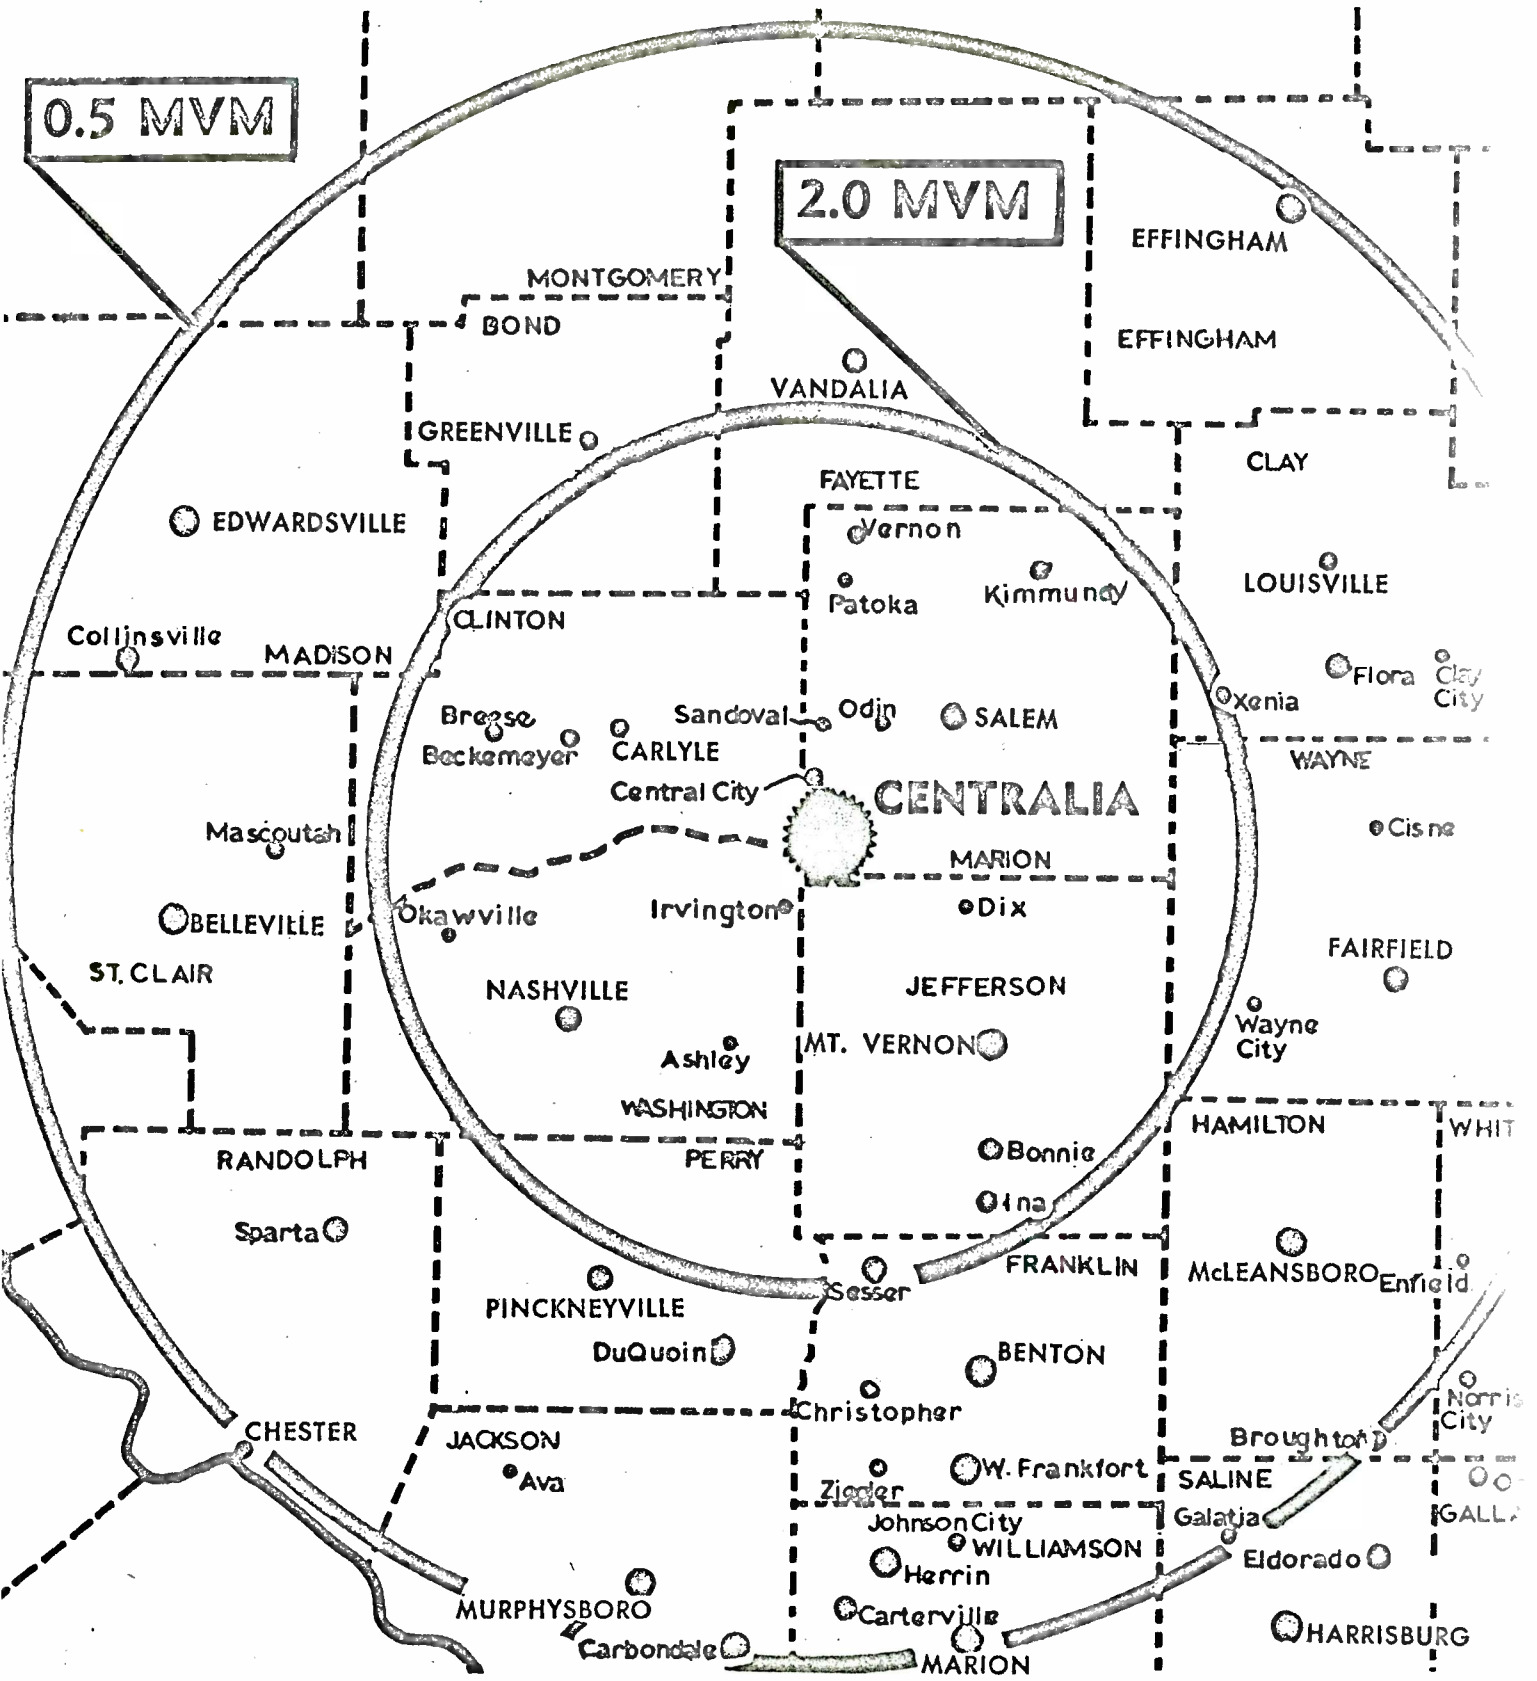 0.5 MVM
2.0 MVM
EFFINGHAM
MONTGOMERY
BOND
EFFINGHAM
VANDALIA
GREENVILLE
CLAY
FAYETTE
EDWARDSVILLE
Vernon
LOUISVILLE
Kimmundy
Patoka
CLINTON
Collinsville
MADISON
Flora
Clay
City
Xenia
Breese
Sandoval
Odin
SALEM
Beckemeyer
CARLYLE
WAYNE
Central City
CENTRALIA
Mascoutah
Cisne
MARION
Okawville
Irvington
Dix
BELLEVILLE
FAIRFIELD
ST. CLAIR
NASHVILLE
JEFFERSON
Wayne
City
MT. VERNON
Ashley
WASHINGTON
HAMILTON
WHIT
RANDOLPH
PERRY
Bonnie
Ina
Sparta
FRANKLIN
McLEANSBORO
Enfield
Sesser
PINCKNEYVILLE
DuQuoin
BENTON
Norris
City
Christopher
CHESTER
JACKSON
Broughton
Ava
W. Frankfort
SALINE
Ziegler
Galatia
GALLA
Johnson City
WILLIAMSON
Eldorado
Herrin
MURPHYSBORO
Carterville
HARRISBURG
Carbondale
MARION